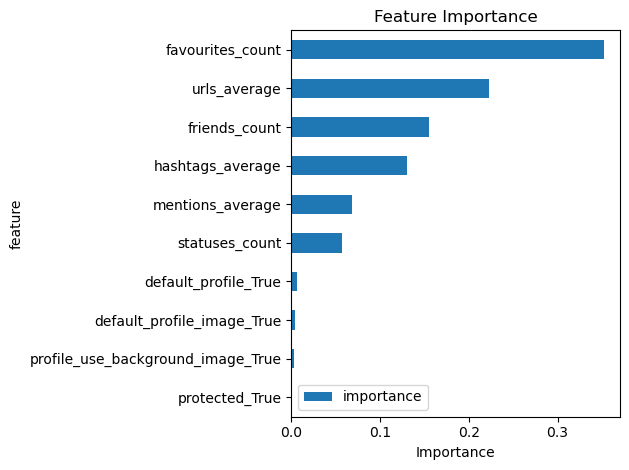 Feature Importance
favourites_count
urls_average
friends_count
hashtags_average
mentions_average
statuses_count
default_profile_True
default_profile_image_True
profile_use_background_image_True
protected_True
feature
importance
0.0 0.1 0.2 0.3
Importance